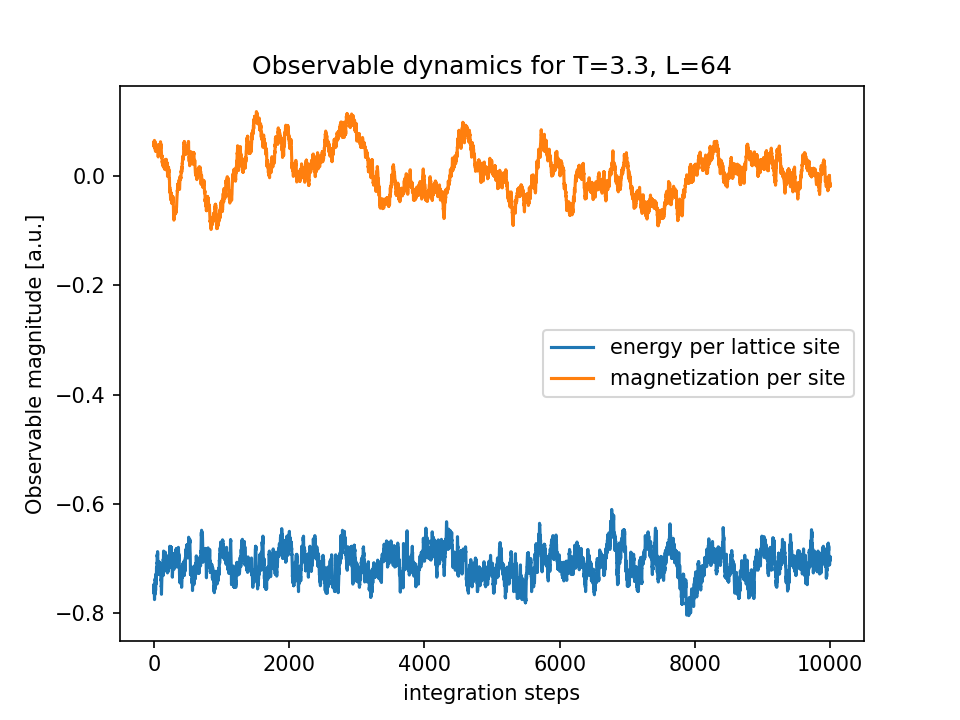 Observable dynamics for T=3.3, L=64
Observable magnitude [a.u.]
0.0
−0.2
−0.4
−0.6
−0.8
energy per lattice site
magnetization per site
0 2000 4000 6000 8000 10000
integration steps